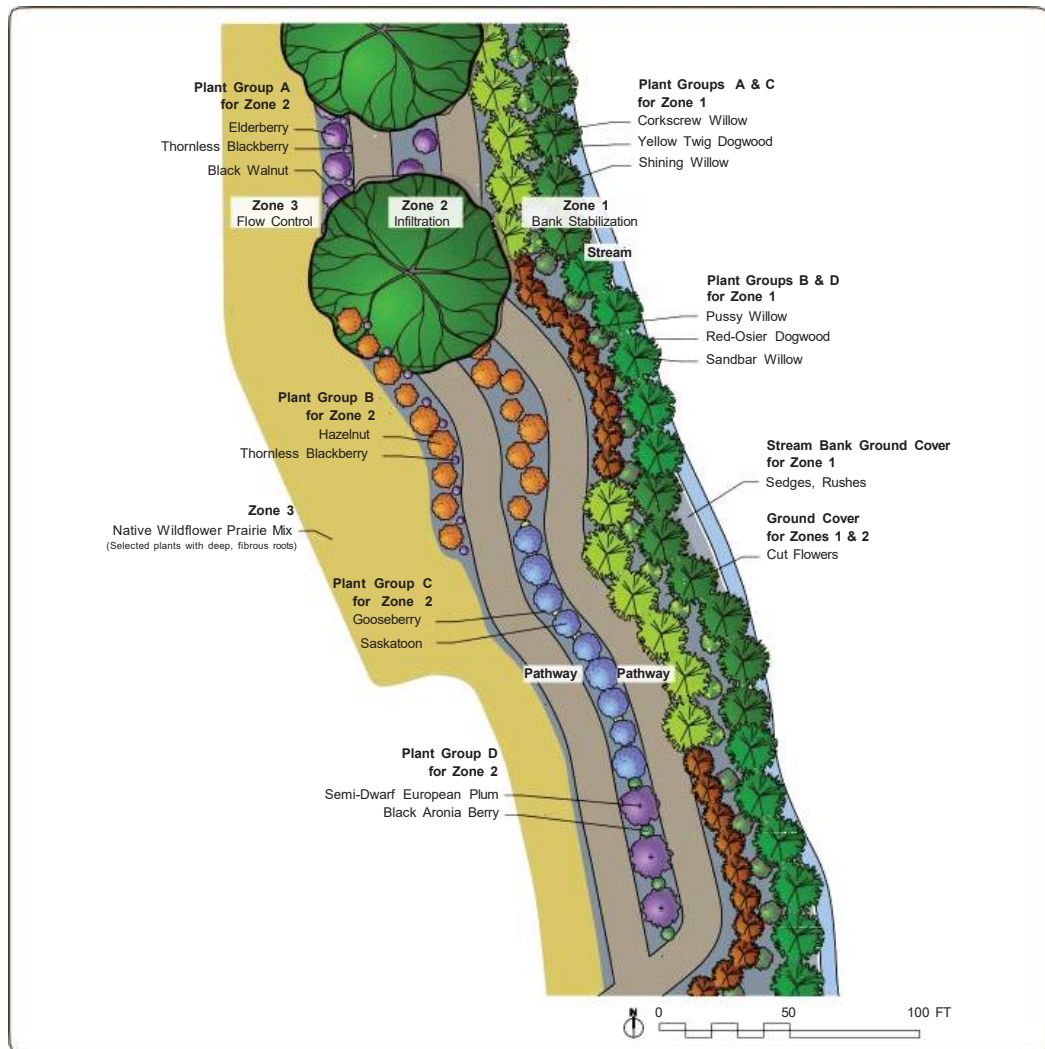 Plant Group A
for Zone 2
Elderberry
Thornless Blackberry
Black Walnut
Plant Groups A & C
for Zone 1
Corkscrew Willow
Yellow Twig Dogwood
Shining Willow
Zone 3
Flow Control
Zone 2
Infiltration
Zone 1
Bank Stabilization
Stream
Plant Groups B & D
for Zone 1
Pussy Willow
Red-Osier Dogwood
Sandbar Willow
Plant Group B
for Zone 2
Hazelnut
Thornless Blackberry
Stream Bank Ground Cover
for Zone 1
Sedges, Rushes
Zone 3
Native Wildflower Prairie Mix
(Selected plants with deep, fibrous roots)
Ground Cover
for Zones 1 & 2
Cut Flowers
Plant Group C
for Zone 2
Gooseberry
Saskatoon
Pathway
Pathway
Plant Group D
for Zone 2
Semi-Dwarf European Plum
Black Aronia Berry
N
0 50 100 FT